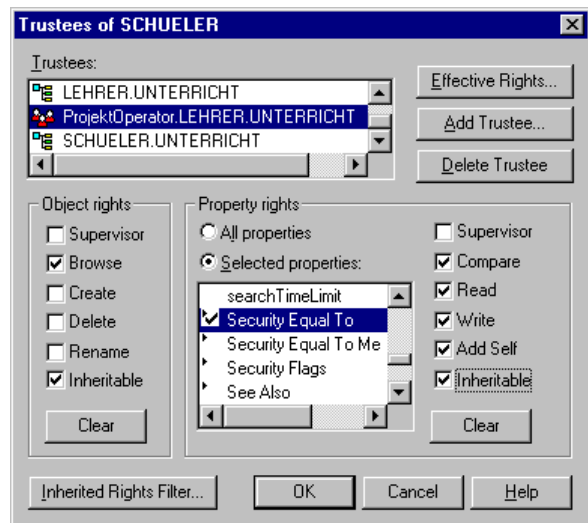 Trustees of SCHUELER
Trustees:
LEHRER.UNTERRICHT
ProjektOperator.LEHRER.UNTERRICHT
SCHUELER.UNTERRICHT
Effective Rights...
Add Trustee...
Delete Trustee
Object rights
Supervisor
Browse
Create
Delete
Rename
Inheritable
Clear
Property rights
All properties
Selected properties:
searchTimeLimit
Security Equal To
Security Equal To Me
Security Flags
See Also
Supervisor
Compare
Read
Write
Add Self
Inheritable
Clear
Inherited Rights Filter...
OK
Cancel
Help